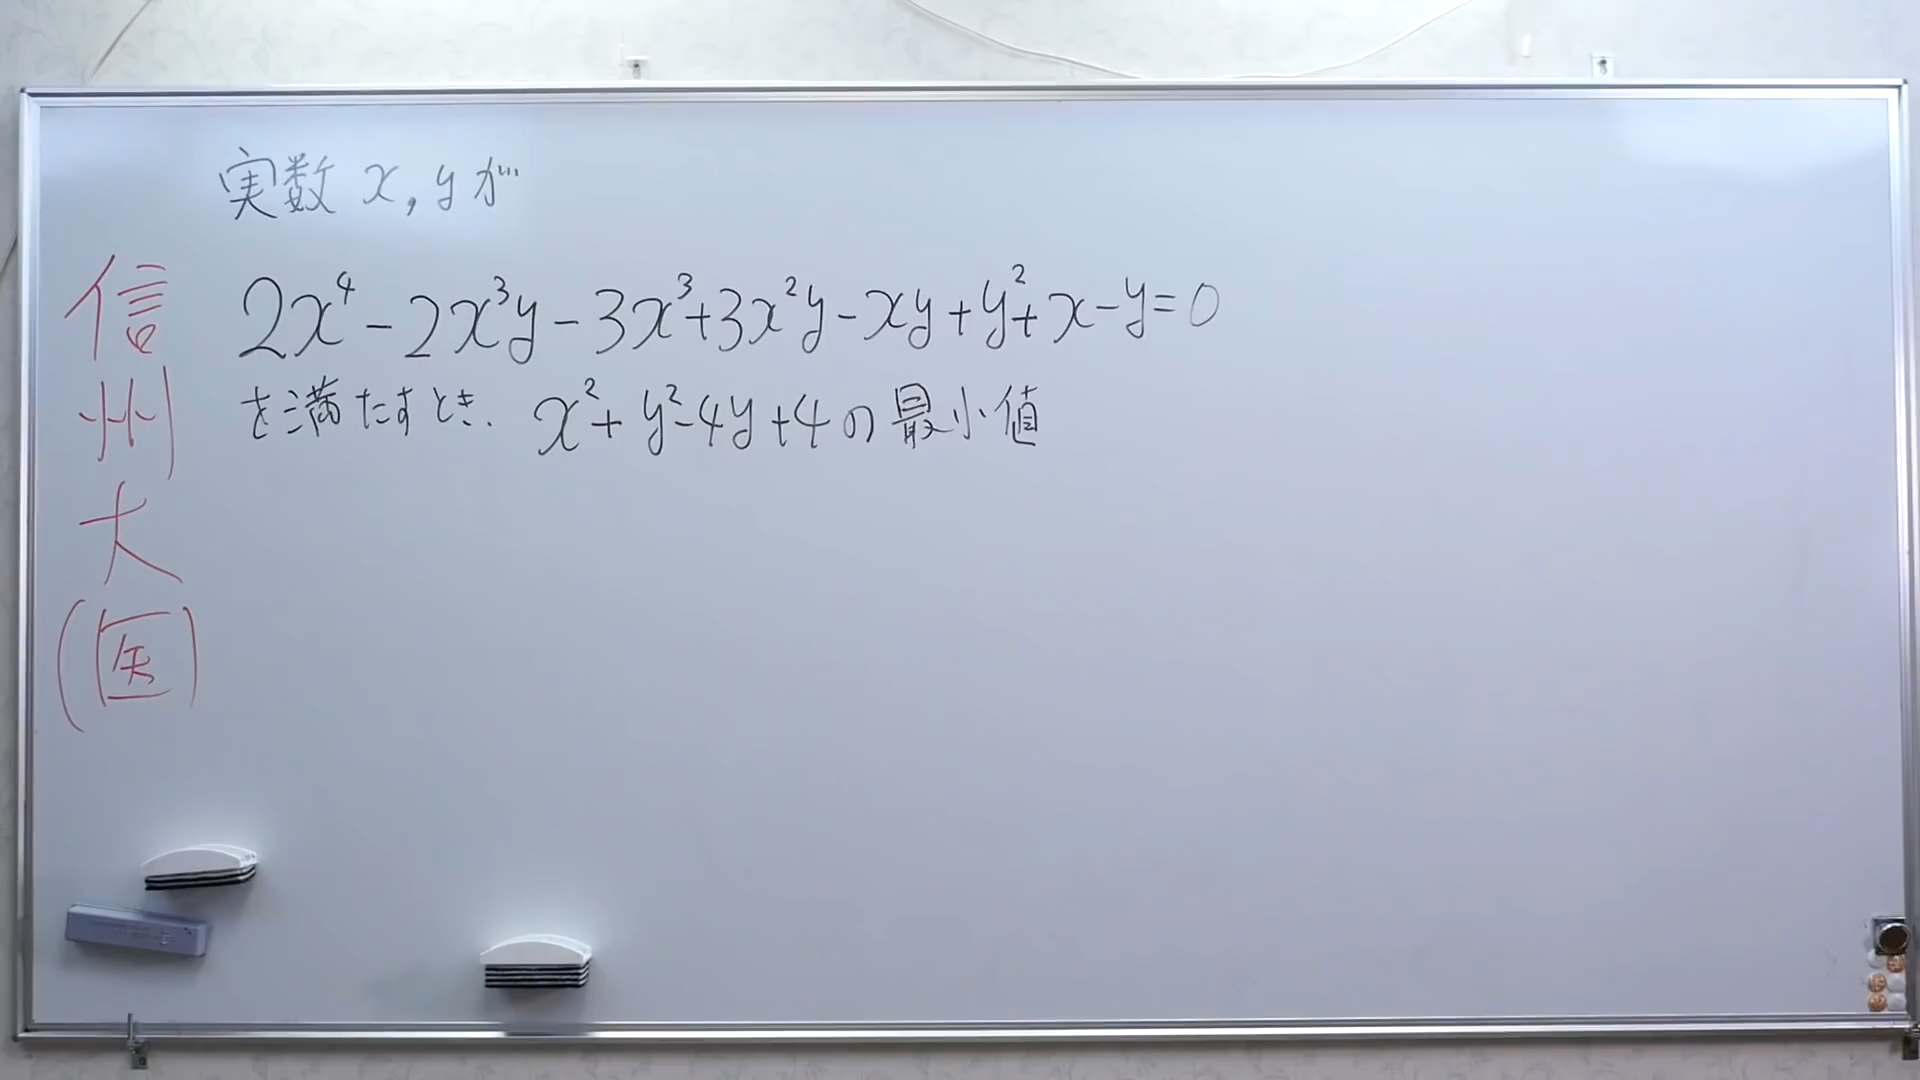 実数 x, y が
2x⁴-2x³y-3x³+3x²y-xy+y²+x-y=0
を満たすとき、x²+y²-4y+4の最小値
信州大(医)